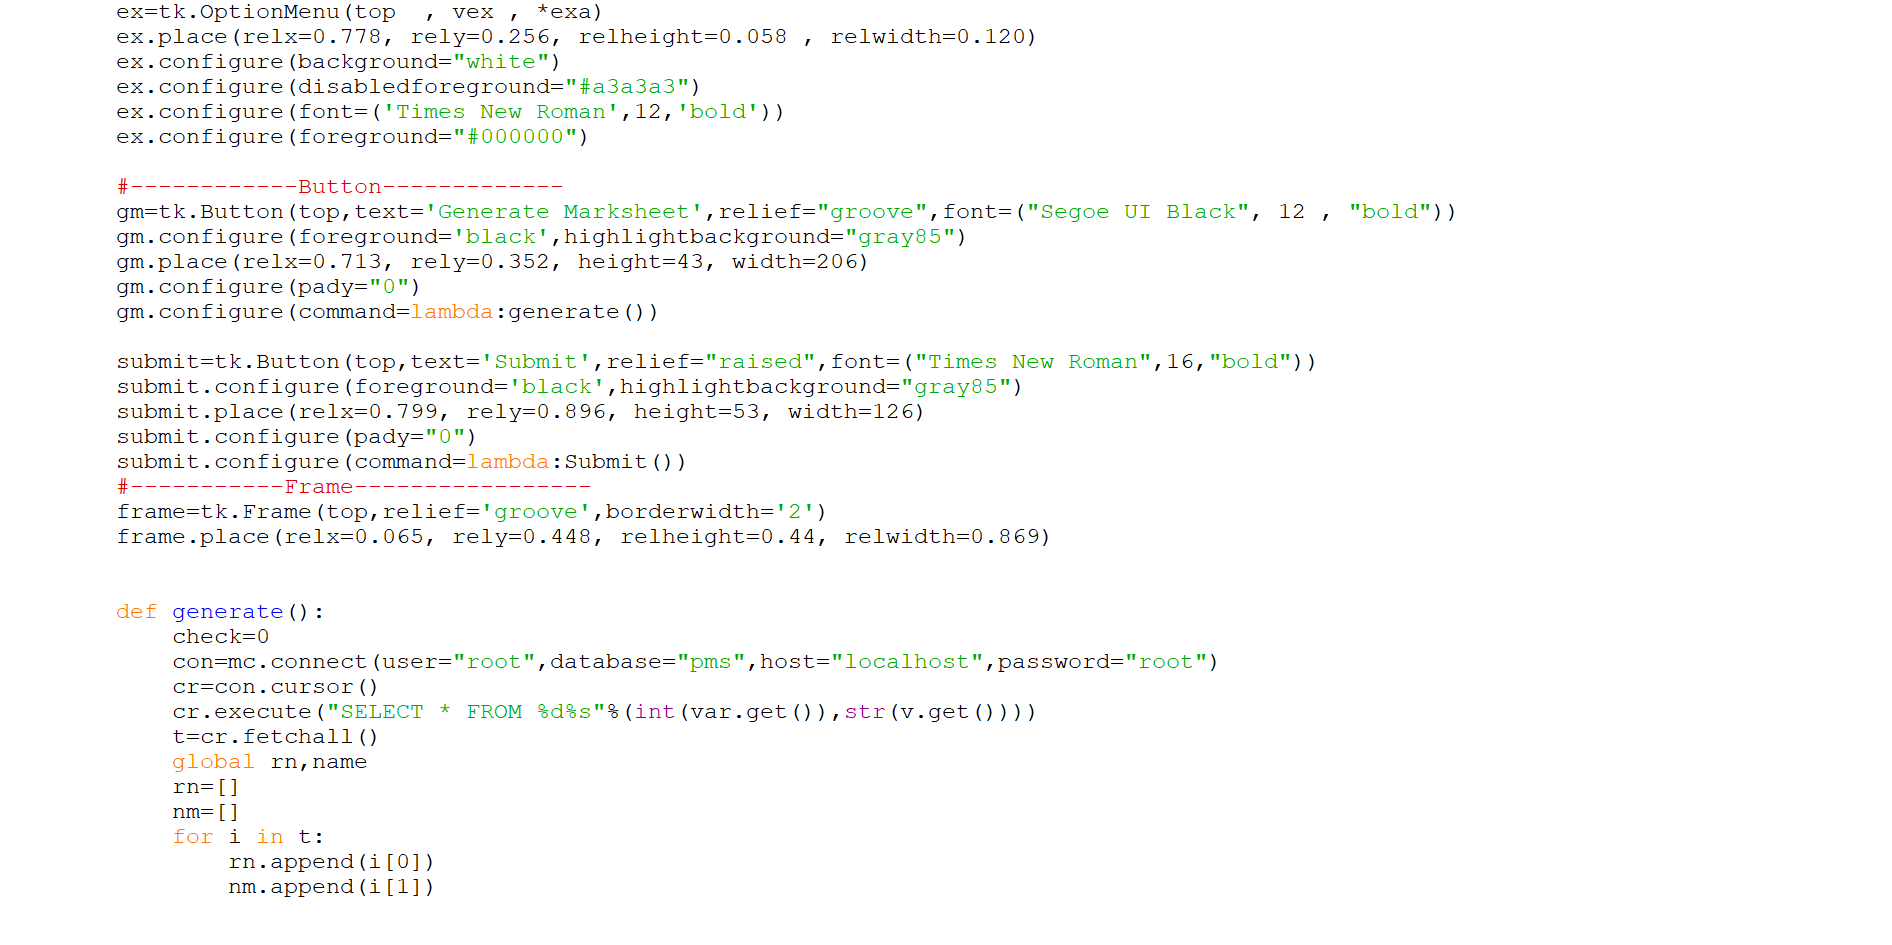 ex=tk.OptionMenu(top  , vex , *exa)
ex.place(relx=0.778, rely=0.256, relheight=0.058 , relwidth=0.120)
ex.configure(background="white")
ex.configure(disabledforeground="#a3a3a3")
ex.configure(font=('Times New Roman',12,'bold'))
ex.configure(foreground="#000000")
#------------Button-------------
gm=tk.Button(top,text='Generate Marksheet',relief="groove",font=("Segoe UI Black", 12 , "bold"))
gm.configure(foreground='black',highlightbackground="gray85")
gm.place(relx=0.713, rely=0.352, height=43, width=206)
gm.configure(pady="0")
gm.configure(command=lambda:generate())
submit=tk.Button(top,text='Submit',relief="raised",font=("Times New Roman",16,"bold"))
submit.configure(foreground='black',highlightbackground="gray85")
submit.place(relx=0.799, rely=0.896, height=53, width=126)
submit.configure(pady="0")
submit.configure(command=lambda:Submit())
#-----------Frame-----------------
frame=tk.Frame(top,relief='groove',borderwidth='2')
frame.place(relx=0.065, rely=0.448, relheight=0.44, relwidth=0.869)
def generate():
    check=0
    con=mc.connect(user="root",database="pms",host="localhost",password="root")
    cr=con.cursor()
    cr.execute("SELECT * FROM %d%s"%(int(var.get()),str(v.get())))
    t=cr.fetchall()
    global rn,name
    rn=[]
    nm=[]
    for i in t:
        rn.append(i[0])
        nm.append(i[1])